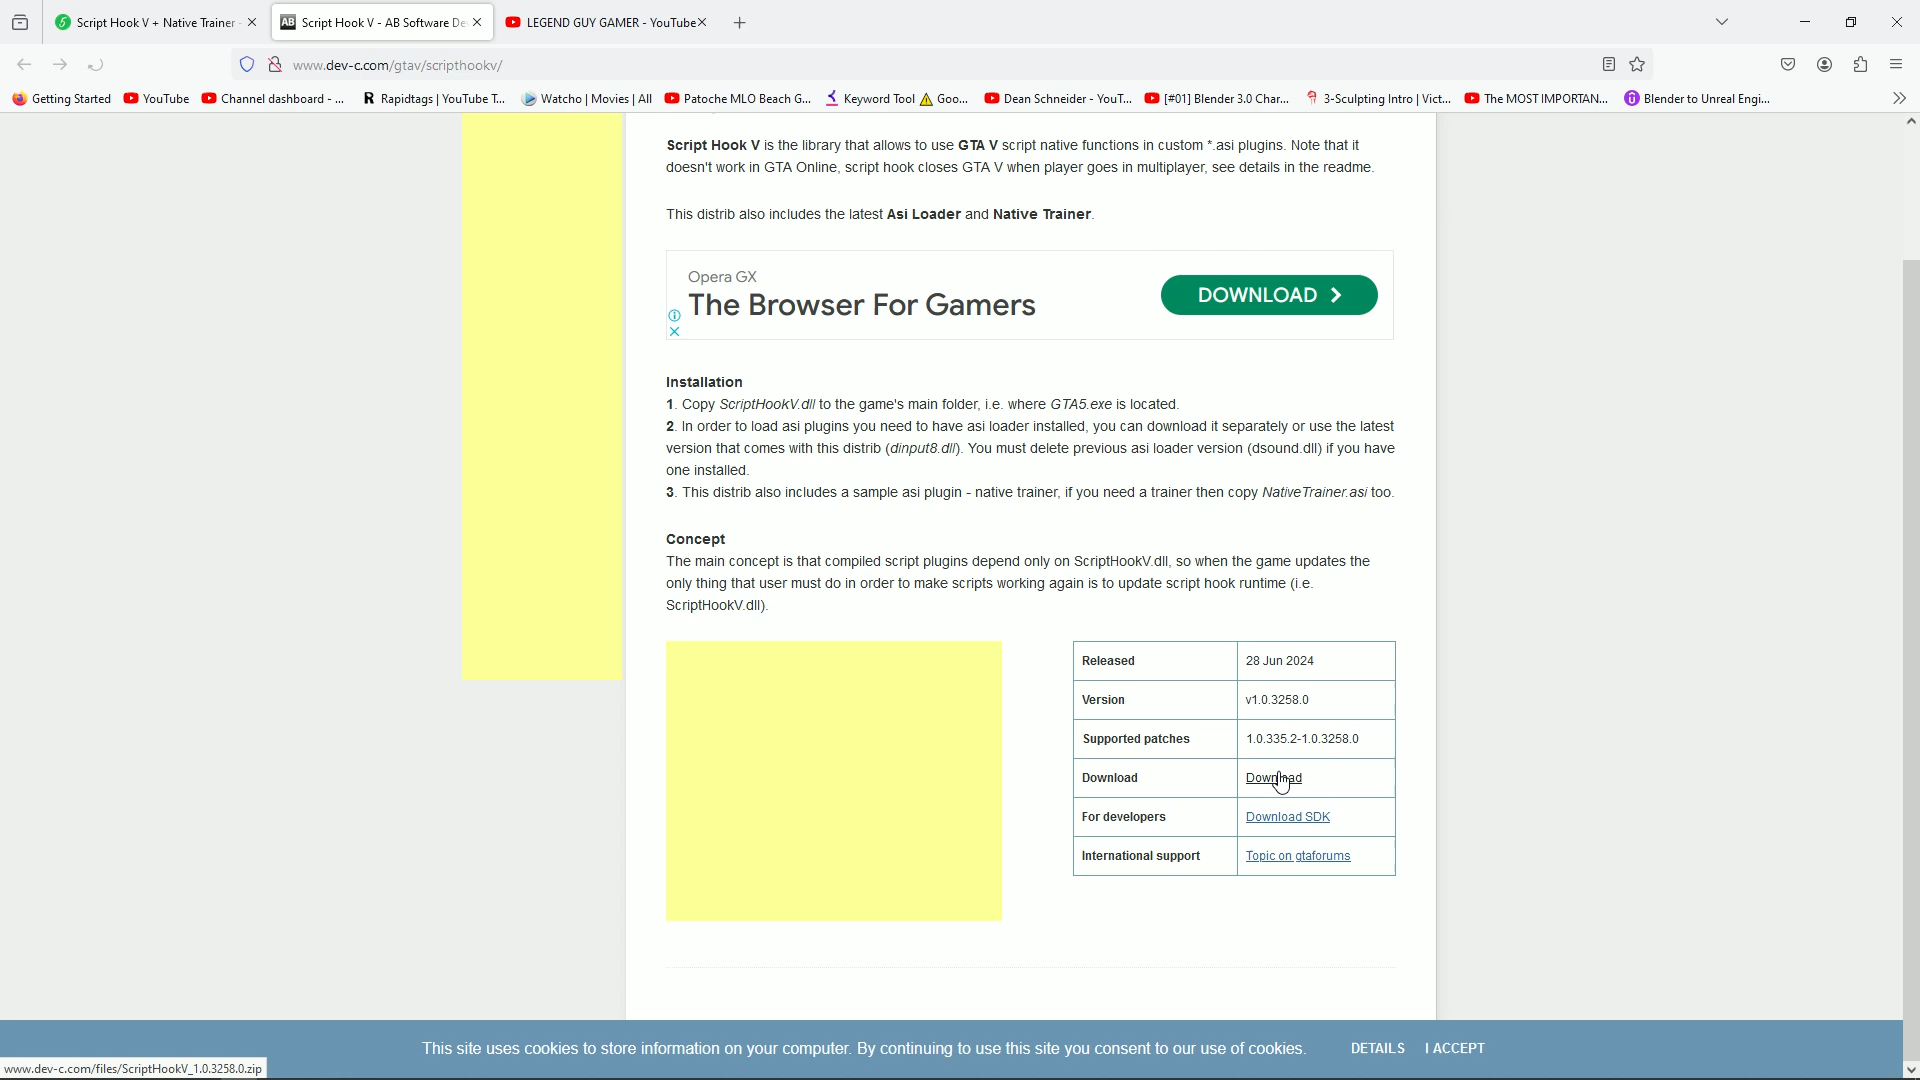 Script Hook V + Native Trainer
AB Script Hook V - AB Software De
LEGEND GUY GAMER - YouTube
www.dev-c.com/gtav/scripthookv/
Getting Started
YouTube
Channel dashboard - ...
R Rapidtags | YouTube T...
Watcho | Movies | All
Patoche MLO Beach G...
Keyword Tool
Goo...
Dean Schneider - YouT...
[#01] Blender 3.0 Char...
3-Sculpting Intro | Vict...
The MOST IMPORTAN...
Blender to Unreal Engi...
Script Hook V is the library that allows to use GTA V script native functions in custom *.asi plugins. Note that it
doesn't work in GTA Online, script hook closes GTA V when player goes in multiplayer, see details in the readme.
This distrib also includes the latest Asi Loader and Native Trainer.
Opera GX
The Browser For Gamers
DOWNLOAD
Installation
1. Copy ScriptHookV.dll to the game's main folder, i.e. where GTA5.exe is located.
2. In order to load asi plugins you need to have asi loader installed, you can download it separately or use the latest
version that comes with this distrib (dinput8.dll). You must delete previous asi loader version (dsound.dll) if you have
one installed.
3. This distrib also includes a sample asi plugin - native trainer, if you need a trainer then copy NativeTrainer.asi too.
Concept
The main concept is that compiled script plugins depend only on ScriptHookV.dll, so when the game updates the
only thing that user must do in order to make scripts working again is to update script hook runtime (i.e.
ScriptHookV.dll).
Released 28 Jun 2024
Version v1.0.3258.0
Supported patches 1.0.335.2-1.0.3258.0
Download Download
For developers Download SDK
International support Topic on gtaforums
This site uses cookies to store information on your computer. By continuing to use this site you consent to our use of cookies. DETAILS I ACCEPT
www.dev-c.com/files/ScriptHookV_1.0.3258.0.zip